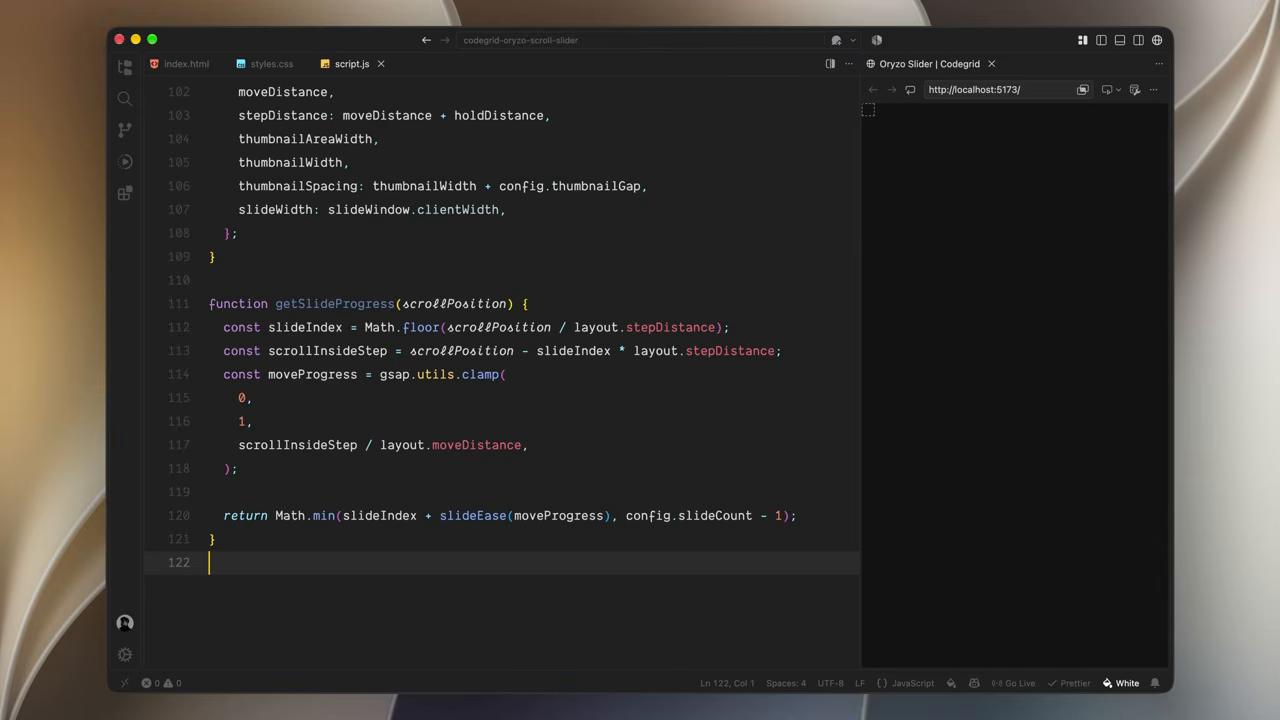 codegrid-oryzo-scroll-slider
index.html
styles.css
script.js
Oryzo Slider | Codegrid
http://localhost:5173/
102 moveDistance,
103 stepDistance: moveDistance + holdDistance,
104 thumbnailAreaWidth,
105 thumbnailWidth,
106 thumbnailSpacing: thumbnailWidth + config.thumbnailGap,
107 slideWidth: slideWindow.clientWidth,
108 };
109 }
110
111 function getSlideProgress(scrollPosition) {
112 const slideIndex = Math.floor(scrollPosition / layout.stepDistance);
113 const scrollInsideStep = scrollPosition - slideIndex * layout.stepDistance;
114 const moveProgress = gsap.utils.clamp(
115 0,
116 1,
117 scrollInsideStep / layout.moveDistance,
118 );
119
120 return Math.min(slideIndex + slideEase(moveProgress), config.slideCount - 1);
121 }
122
0 0
Ln 122, Col 1
Spaces: 4
UTF-8
LF
{} JavaScript
Go Live
Prettier
White